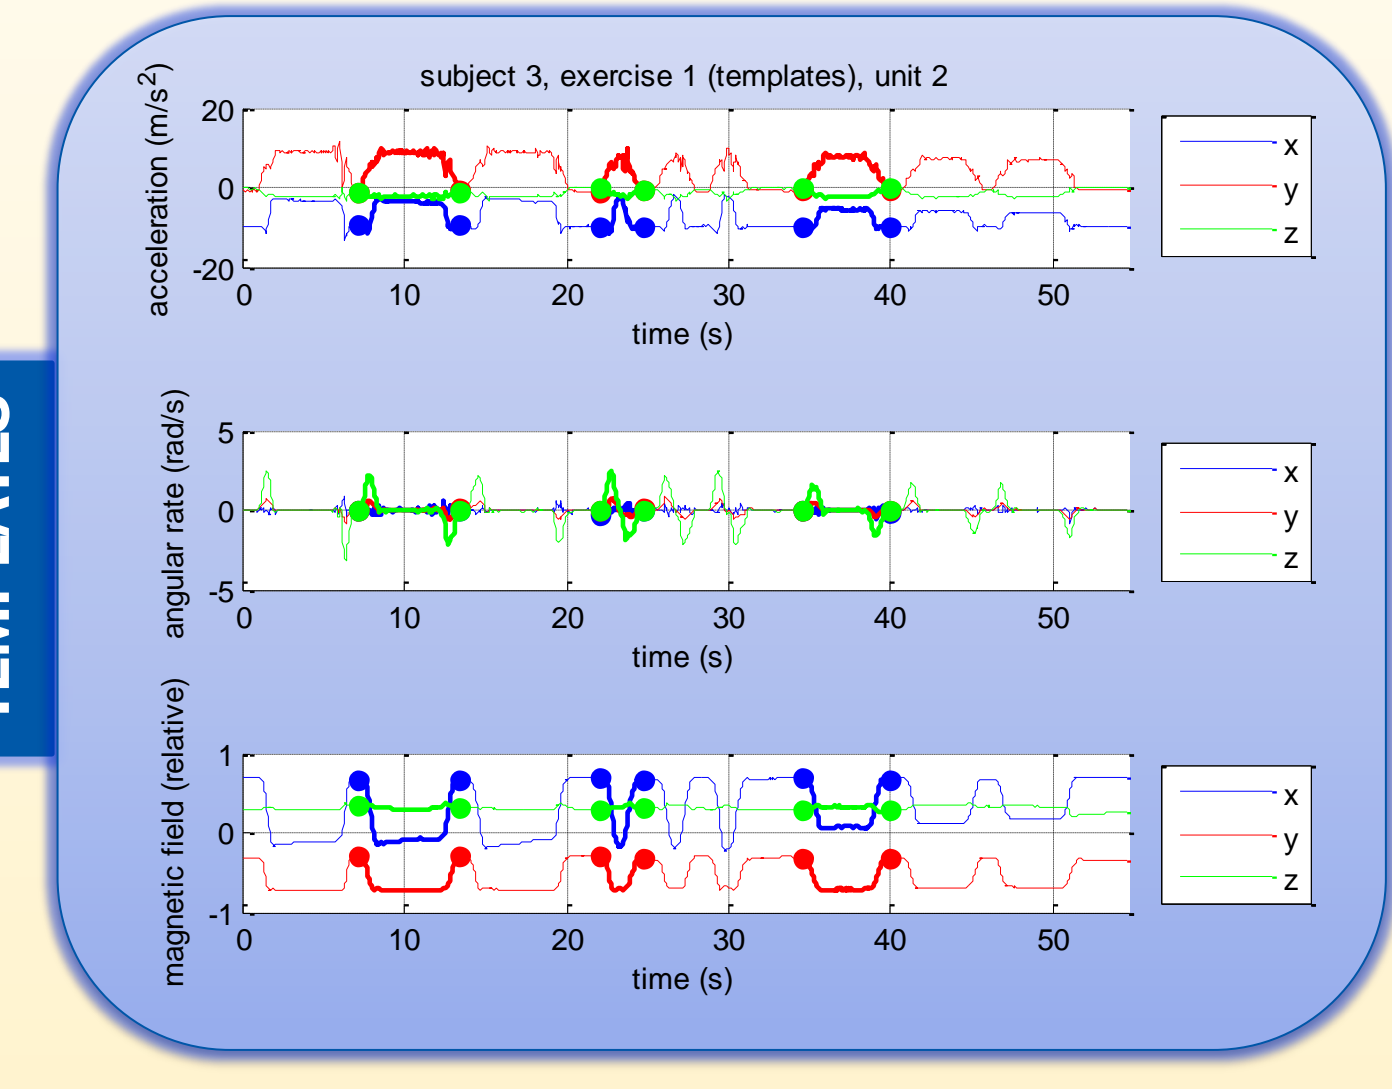 subject 3, exercise 1 (templates), unit 2
acceleration (m/s²)
20
0
-20
0 10 20 30 40 50
time (s)
x
y
z
angular rate (rad/s)
5
0
-5
0 10 20 30 40 50
time (s)
x
y
z
magnetic field (relative)
1
0
-1
0 10 20 30 40 50
time (s)
x
y
z